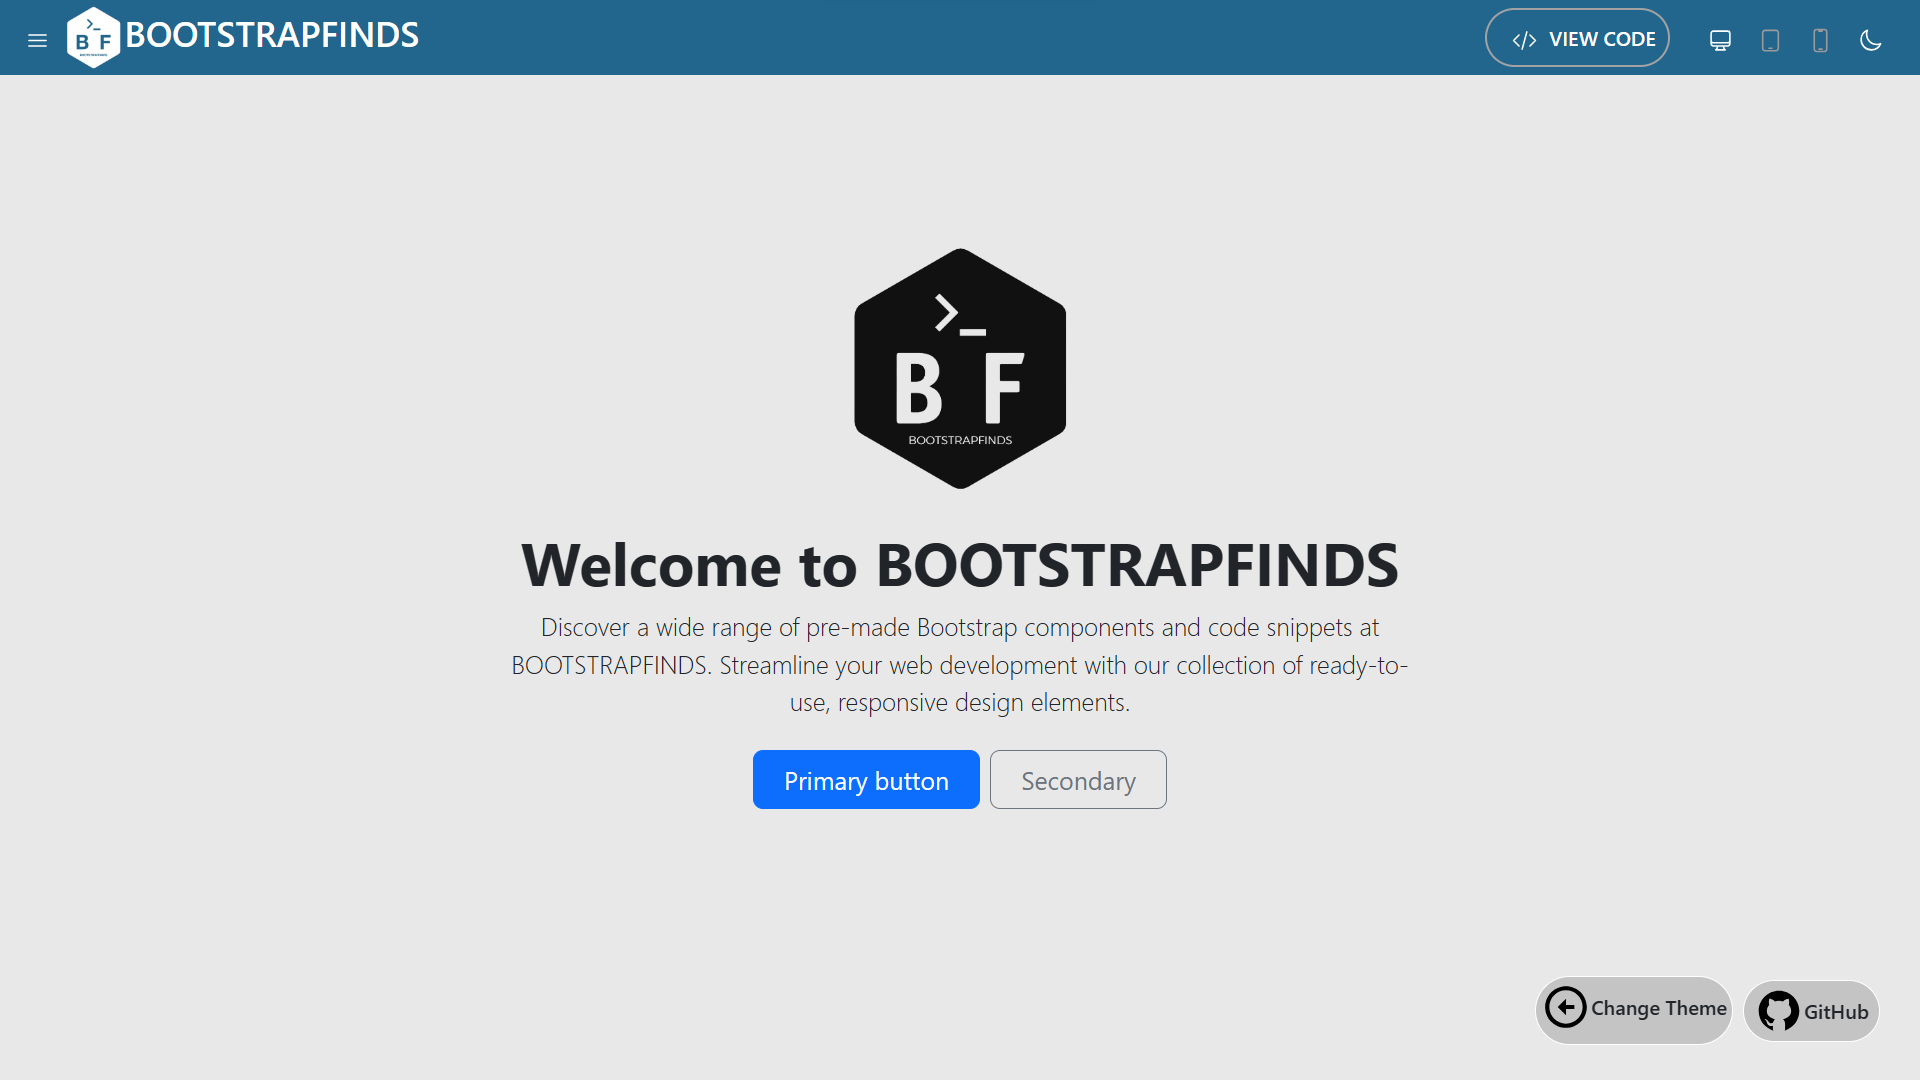 B F
BOOTSTRAPFINDS
VIEW CODE
>_
B F
BOOTSTRAPFINDS
Welcome to BOOTSTRAPFINDS
Discover a wide range of pre-made Bootstrap components and code snippets at
BOOTSTRAPFINDS. Streamline your web development with our collection of ready-to-
use, responsive design elements.
Primary button
Secondary
Change Theme
GitHub